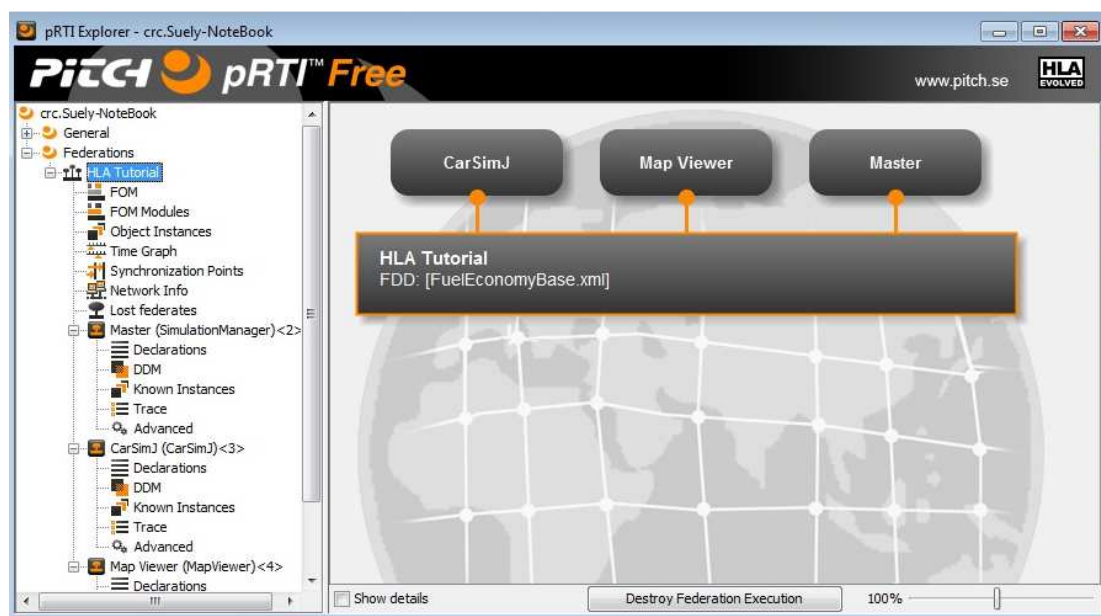 pRTI Explorer - crc.Suely-NoteBook
PITCH pRTI™ Free
www.pitch.se
HLA
EVOLVED
crc.Suely-NoteBook
General
Federations
HLA Tutorial
FOM
FOM Modules
Object Instances
Time Graph
Synchronization Points
Network Info
Lost federates
Master (SimulationManager)<2>
Declarations
DDM
Known Instances
Trace
Advanced
CarSimJ (CarSimJ)<3>
Declarations
DDM
Known Instances
Trace
Advanced
Map Viewer (MapViewer)<4>
Declarations
CarSimJ
Map Viewer
Master
HLA Tutorial
FDD: [FuelEconomyBase.xml]
Show details
Destroy Federation Execution
100%